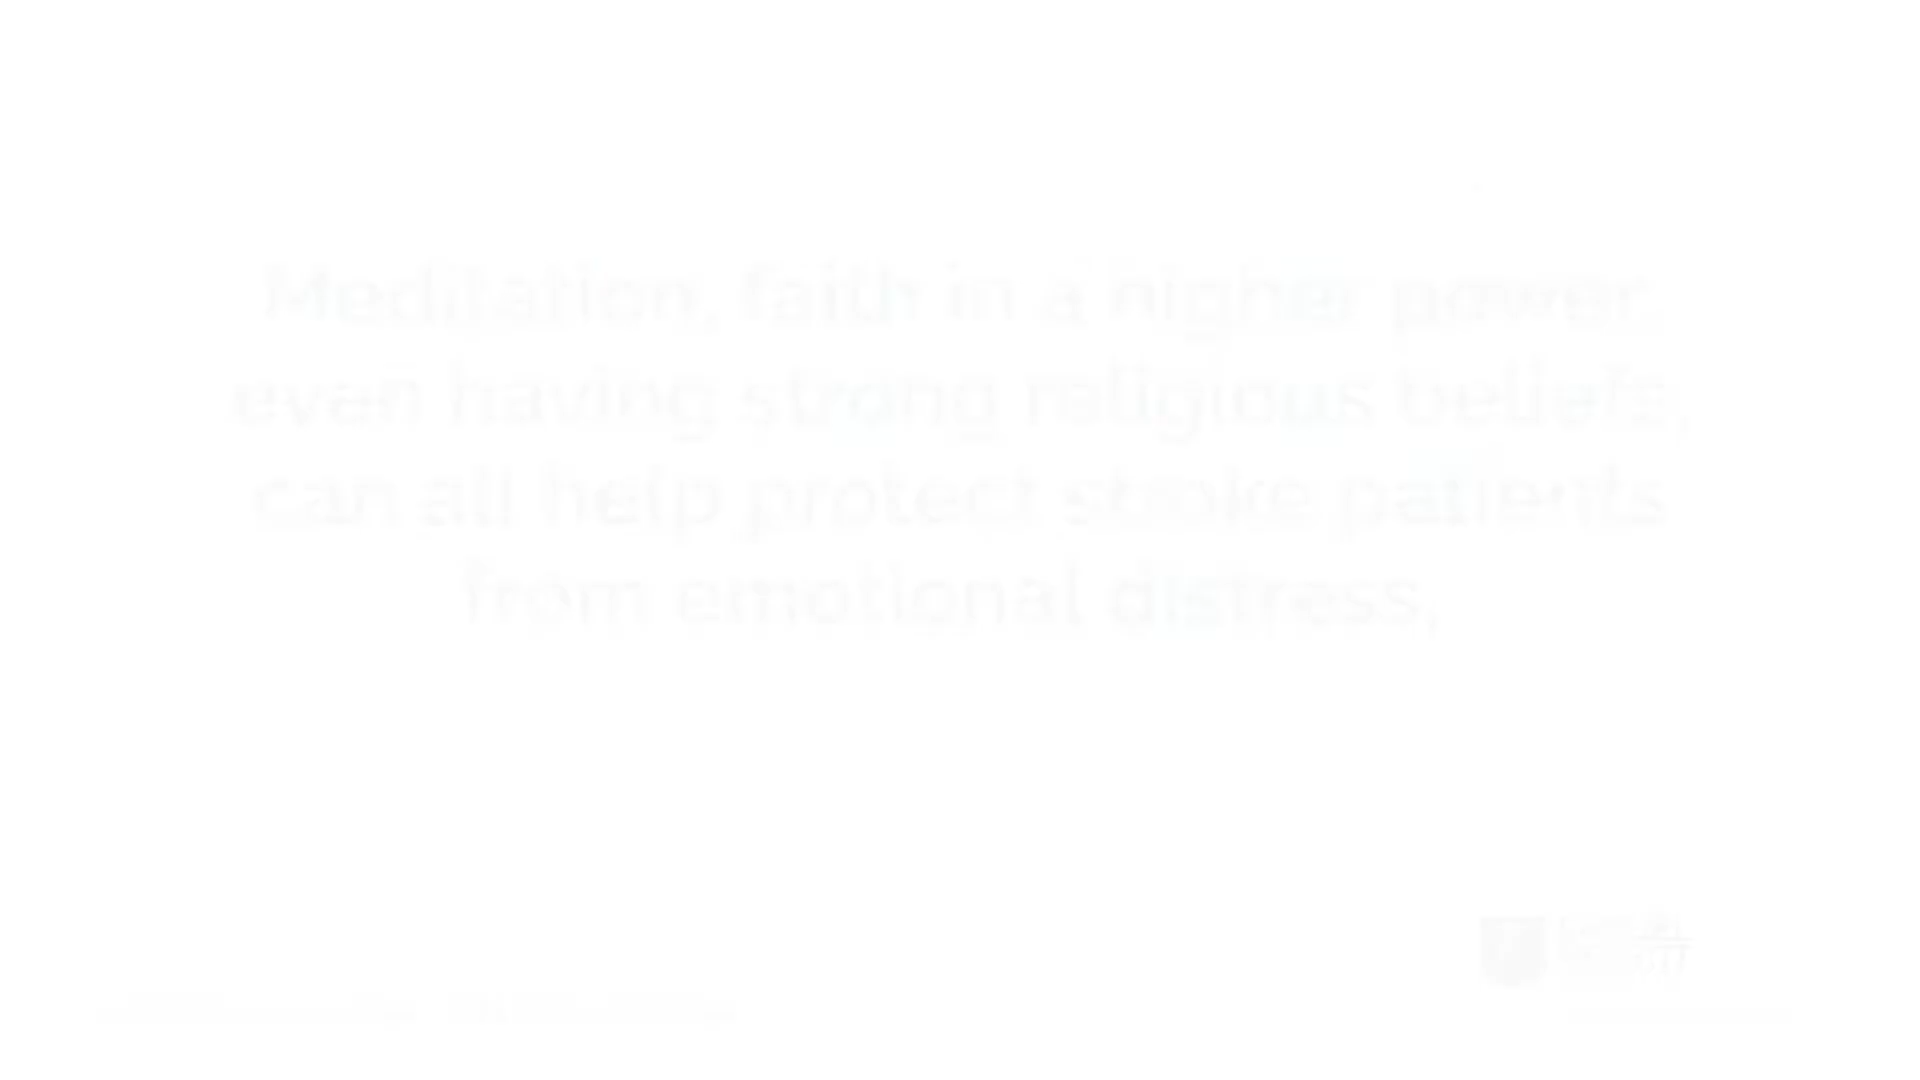 Meditation, faith in a higher power,
even having strong religious beliefs,
can all help protect stroke patients
from emotional distress,